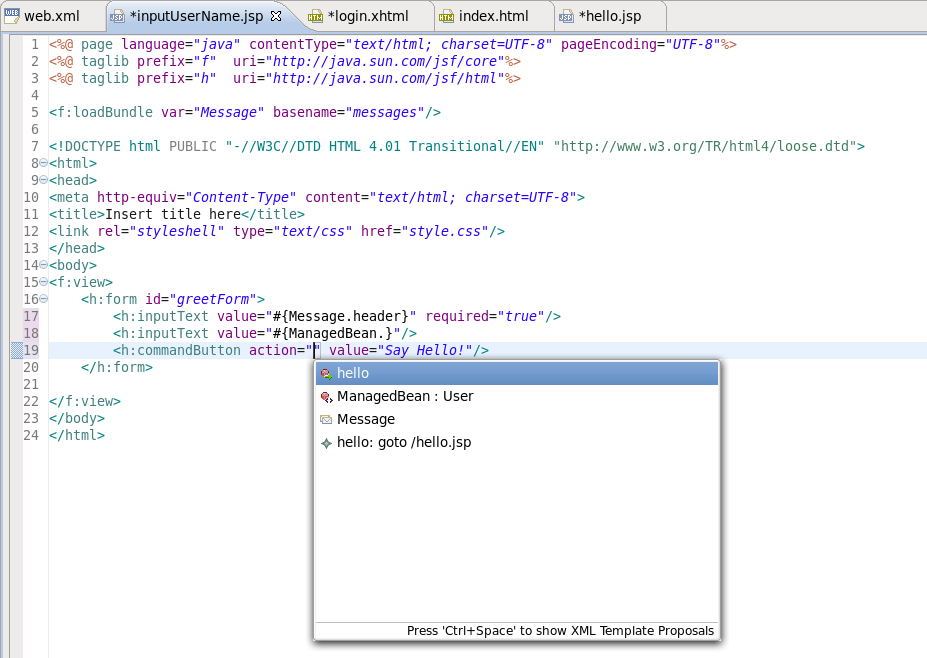 web.xml *inputUserName.jsp *login.xhtml index.html *hello.jsp
1 <%@ page language="java" contentType="text/html; charset=UTF-8" pageEncoding="UTF-8"%>
2 <%@ taglib prefix="f"  uri="http://java.sun.com/jsf/core"%>
3 <%@ taglib prefix="h"  uri="http://java.sun.com/jsf/html"%>
4
5 <f:loadBundle var="Message" basename="messages"/>
6
7 <!DOCTYPE html PUBLIC "-//W3C//DTD HTML 4.01 Transitional//EN" "http://www.w3.org/TR/html4/loose.dtd">
8 <html>
9 <head>
10 <meta http-equiv="Content-Type" content="text/html; charset=UTF-8">
11 <title>Insert title here</title>
12 <link rel="styleshell" type="text/css" href="style.css"/>
13 </head>
14 <body>
15 <f:view>
16     <h:form id="greetForm">
17         <h:inputText value="#{Message.header}" required="true"/>
18         <h:inputText value="#{ManagedBean.}"/>
19         <h:commandButton action="" value="Say Hello!"/>
20     </h:form>
hello
21
ManagedBean : User
22 </f:view>
23 </body>
Message
24 </html>
hello: goto /hello.jsp
Press 'Ctrl+Space' to show XML Template Proposals